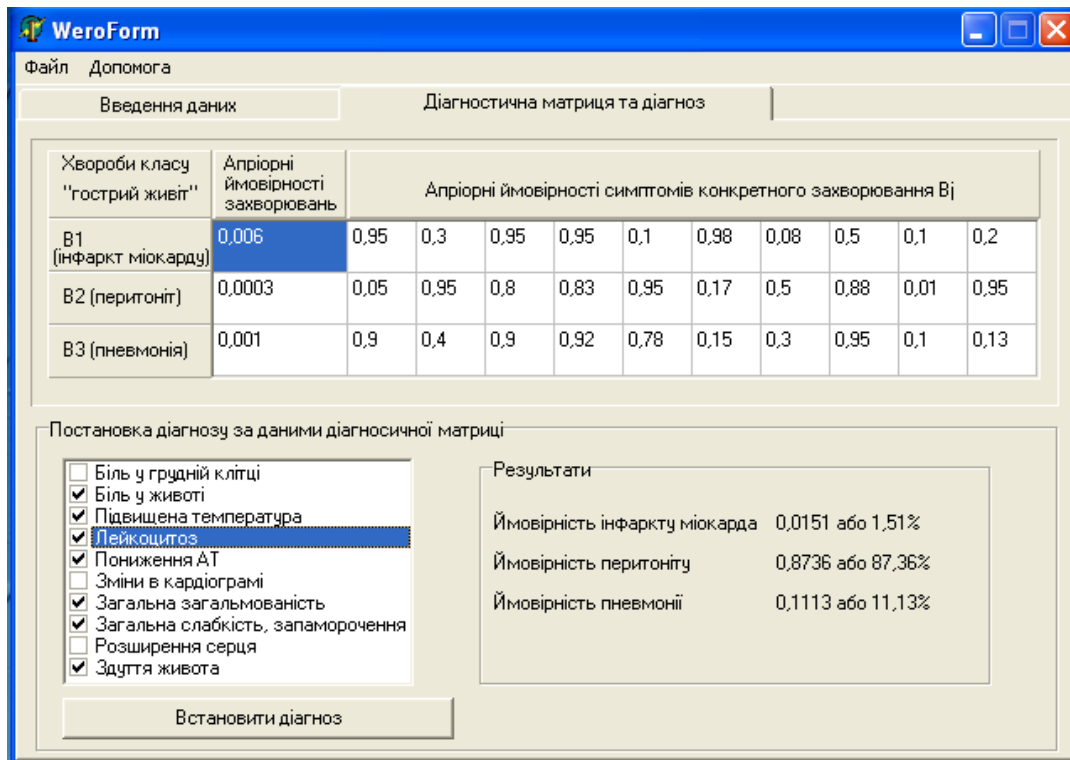 WeroForm
Файл Допомога
Введення даних Діагностична матриця та діагноз
Хвороби класу "гострий живіт" Апріорні ймовірності захворювань Апріорні ймовірності симптомів конкретного захворювання Bj
В1 (інфаркт міокарду) 0,006 0,95 0,3 0,95 0,95 0,1 0,98 0,08 0,5 0,1 0,2
В2 (перитоніт) 0,0003 0,05 0,95 0,8 0,83 0,95 0,17 0,5 0,88 0,01 0,95
В3 (пневмонія) 0,001 0,9 0,4 0,9 0,92 0,78 0,15 0,3 0,95 0,1 0,13
Постановка діагнозу за даними діагносичної матриці
Біль у грудній клітці
Біль у животі
Підвищена температура
Лейкоцитоз
Пониження АТ
Зміни в кардіограмі
Загальна загальмованість
Загальна слабкість, запаморочення
Розширення серця
Здуття живота
Результати
Ймовірність інфаркту міокарда 0,0151 або 1,51%
Ймовірність перитоніту 0,8736 або 87,36%
Ймовірність пневмонії 0,1113 або 11,13%
Встановити діагноз